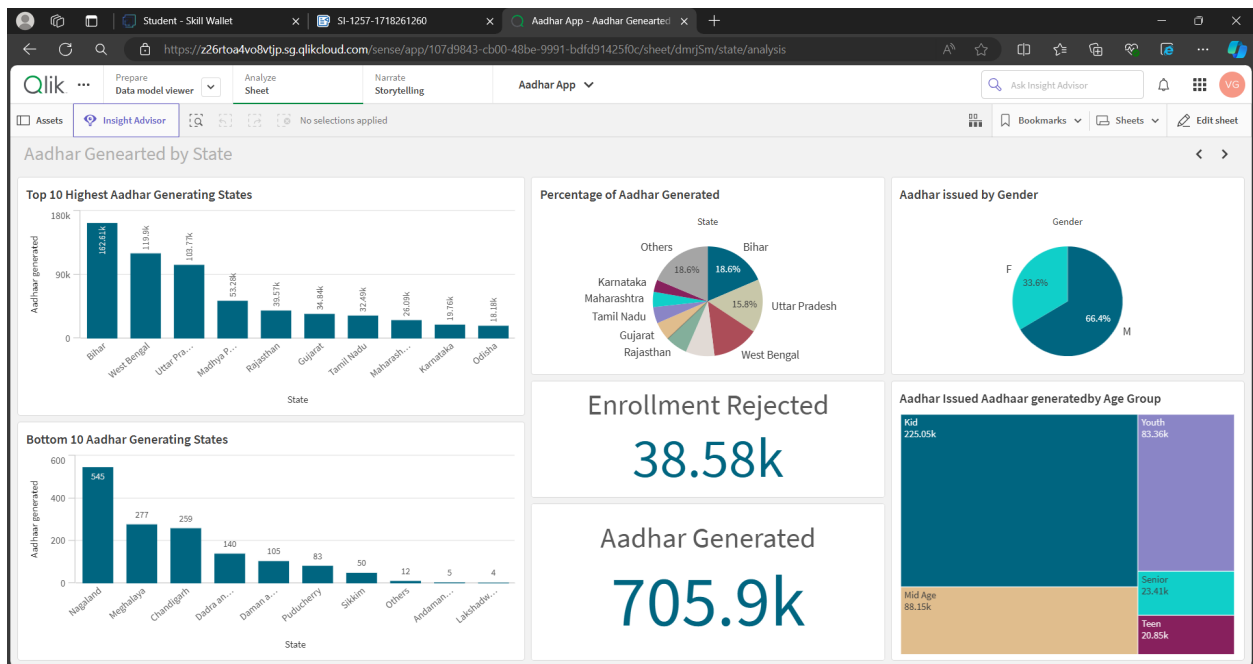 Student - Skill Wallet
SI-1257-1718261260
Aadhar App - Aadhar Genearted
https://z26rtoa4vo8vtjp.sg.qlikcloud.com/sense/app/107d9843-cb00-48be-9991-bdfd91425f0c/sheet/dmrjSm/state/analysis
Qlik
Prepare
Data model viewer
Analyze
Sheet
Narrate
Storytelling
Aadhar App
Ask Insight Advisor
VG
Assets
Insight Advisor
No selections applied
Bookmarks
Sheets
Edit sheet
Aadhar Genearted by State
Top 10 Highest Aadhar Generating States
Aadhaar generated
180k
90k
0
162.61k
119.9k
103.77k
53.28k
39.57k
34.84k
32.49k
26.09k
19.76k
18.18k
Bihar
West Bengal
Uttar Pra...
Madhya P...
Rajasthan
Gujarat
Tamil Nadu
Maharash...
Karnataka
Odisha
State
Percentage of Aadhar Generated
State
Others
Bihar
18.6%
18.6%
Karnataka
Maharashtra
15.8%
Uttar Pradesh
Tamil Nadu
Gujarat
Rajasthan
West Bengal
Aadhar issued by Gender
Gender
F
33.6%
66.4%
M
Bottom 10 Aadhar Generating States
Aadhaar generated
600
400
200
0
545
277
259
140
105
83
50
12
5
4
Nagaland
Meghalaya
Chandigarh
Dadra an...
Daman a...
Puducherry
Sikkim
Others
Andaman...
Lakshadw...
State
Enrollment Rejected
38.58k
Aadhar Generated
705.9k
Aadhar Issued Aadhaar generatedby Age Group
Kid
225.05k
Youth
83.36k
Mid Age
88.15k
Senior
23.41k
Teen
20.85k